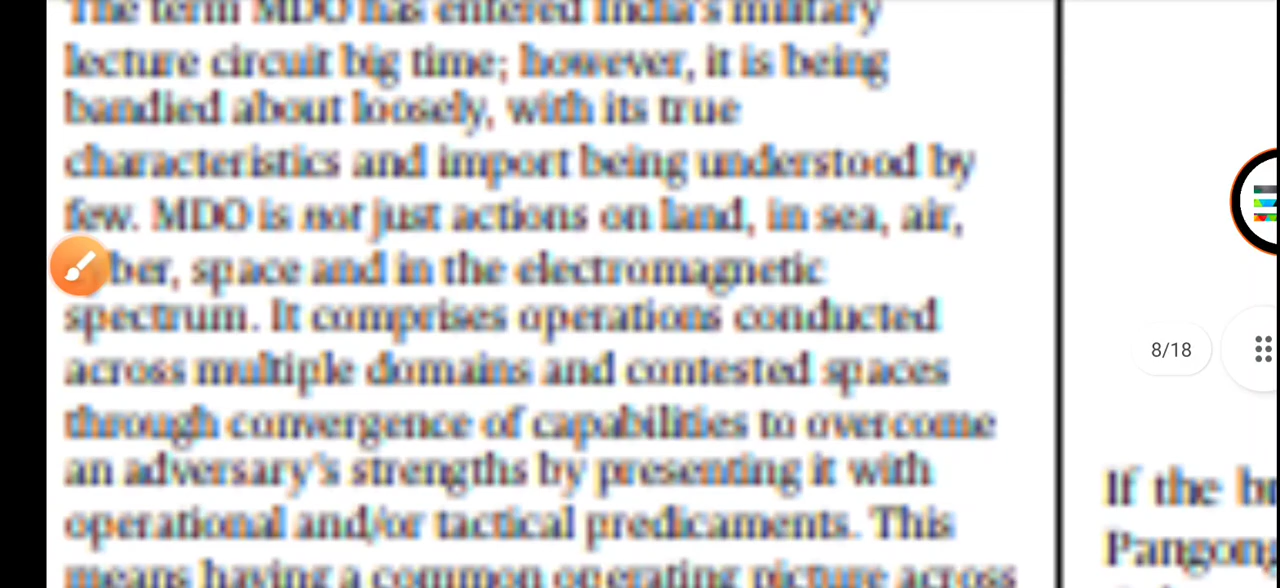 The term MDO has entered India's military
lecture circuit big time; however, it is being
bandied about loosely, with its true
characteristics and import being understood by
few. MDO is not just actions on land, in sea, air,
space and in the electromagnetic
spectrum. It comprises operations conducted
across multiple domains and contested spaces
through convergence of capabilities to overcome
an adversary's strengths by presenting it with
operational and/or tactical predicaments. This
means having a common operating picture across
8/18
If the
Pangong